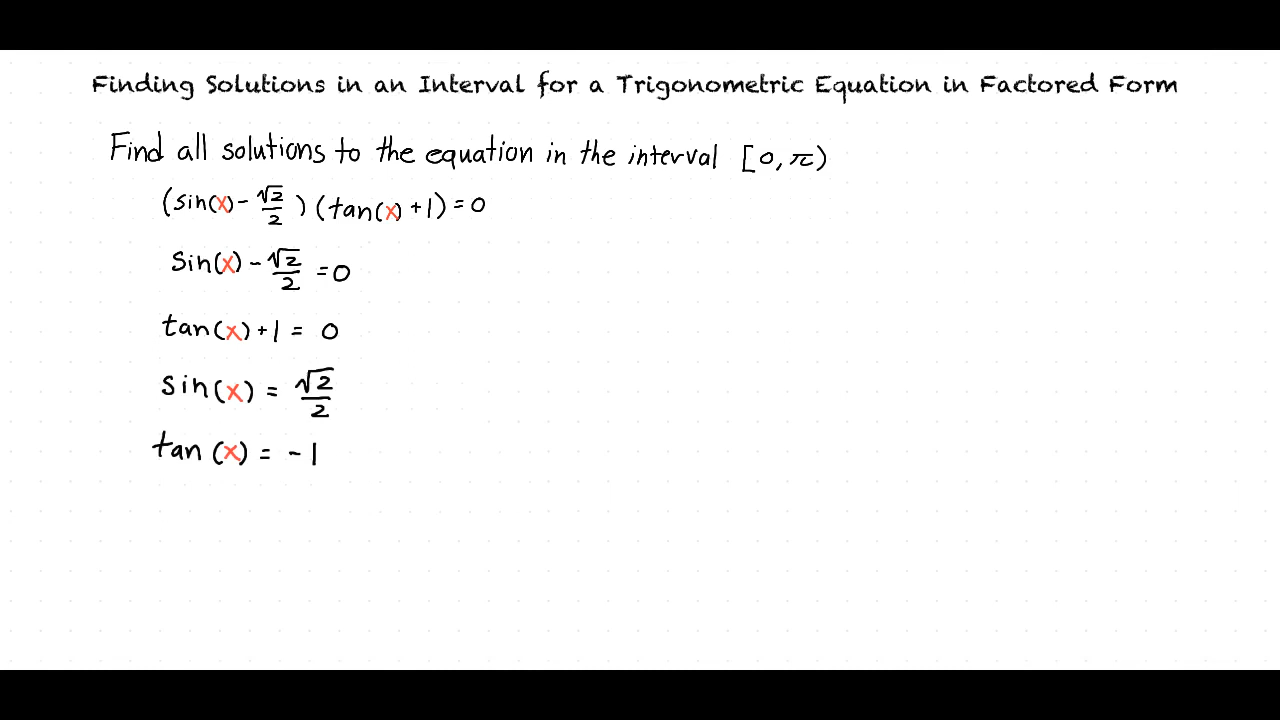 Finding Solutions in an Interval for a Trigonometric Equation in Factored Form
Find all solutions to the equation in the interval [0, π)
(sin(x) - √2/2)(tan(x) + 1) = 0
Sin(x) - √2/2 = 0
tan(x) + 1 = 0
Sin(x) = √2/2
tan(x) = -1